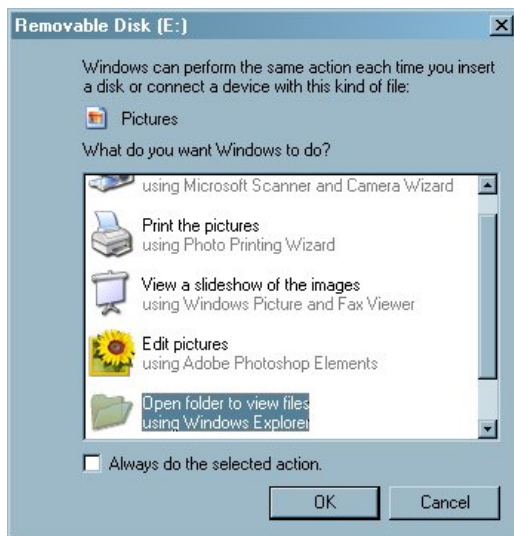 Removable Disk (E:)
Windows can perform the same action each time you insert
a disk or connect a device with this kind of file:
Pictures
What do you want Windows to do?
using Microsoft Scanner and Camera Wizard
Print the pictures
using Photo Printing Wizard
View a slideshow of the images
using Windows Picture and Fax Viewer
Edit pictures
using Adobe Photoshop Elements
Open folder to view files
using Windows Explorer
Always do the selected action.
OK
Cancel